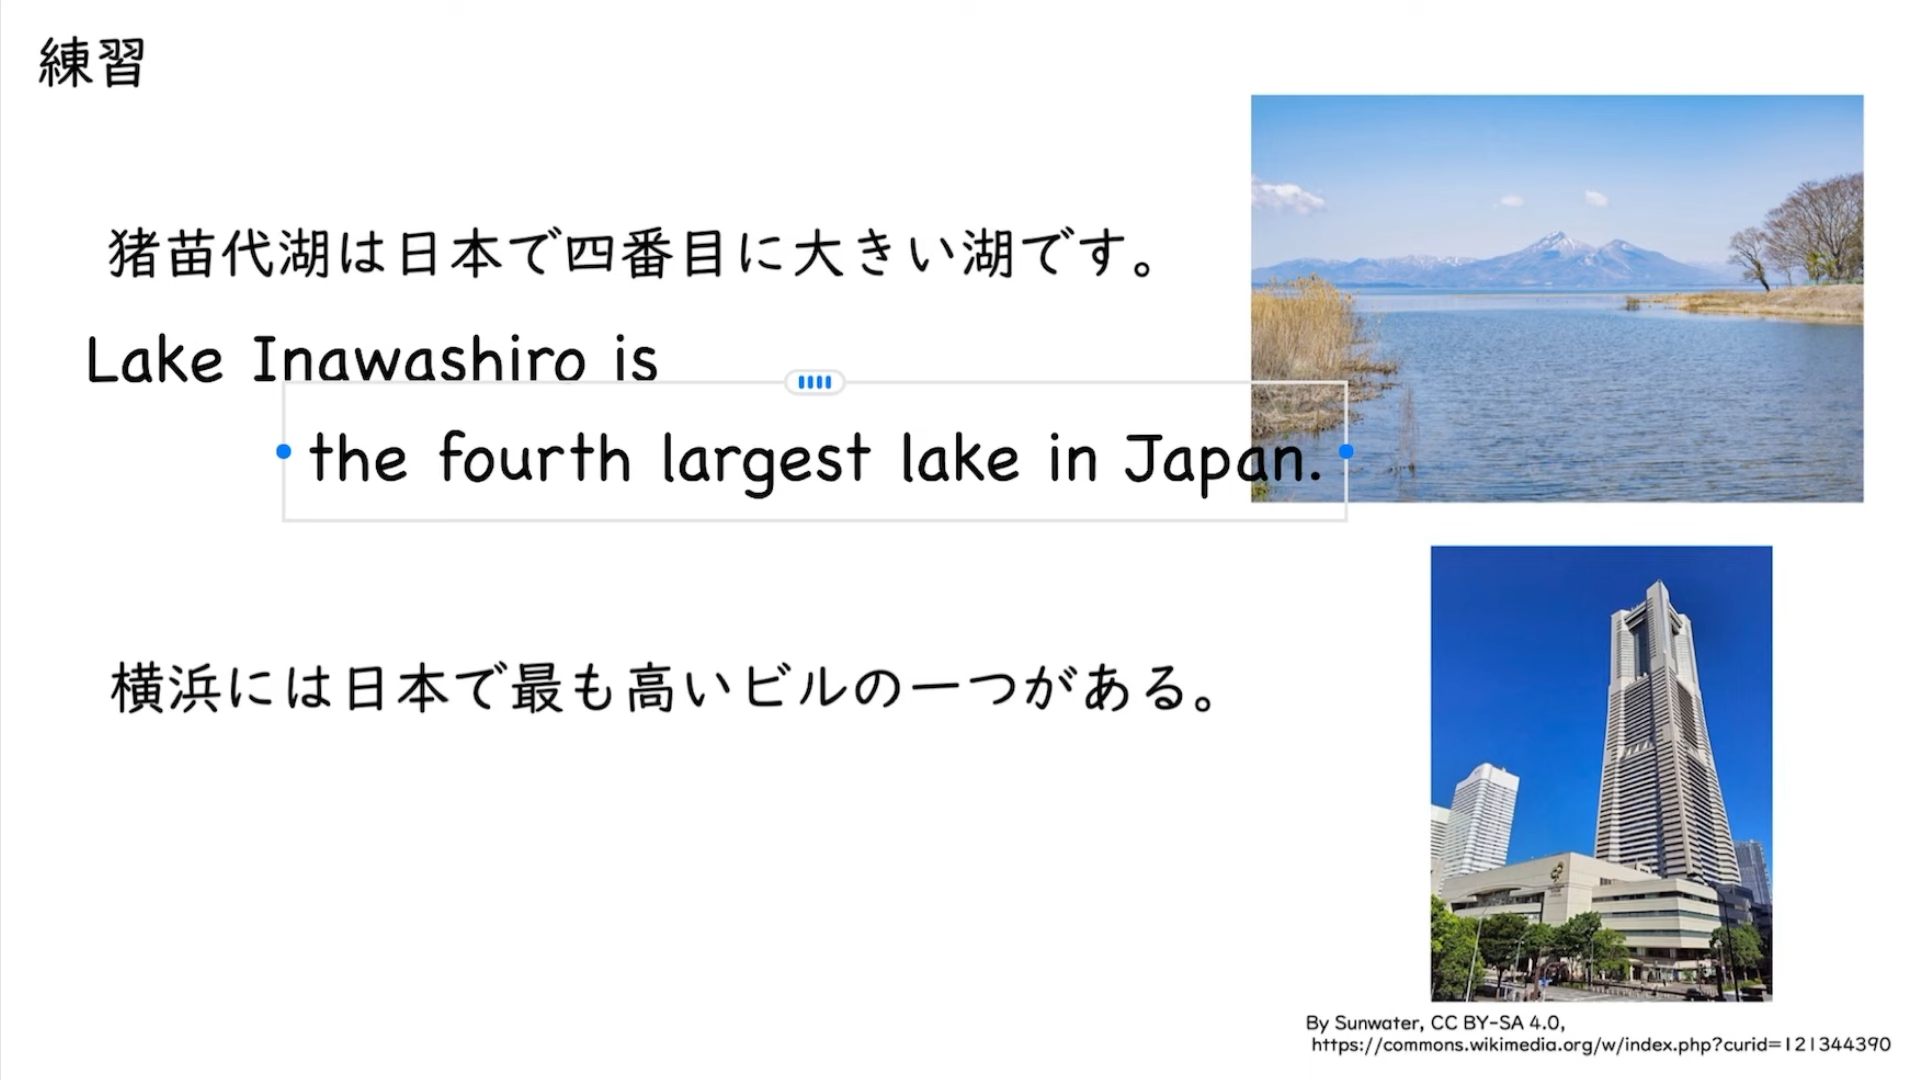 練習
猪苗代湖は日本で四番目に大きい湖です。
Lake Inawashiro is
the fourth largest lake in Japan.
横浜には日本で最も高いビルの一つがある。
By Sunwater, CC BY-SA 4.0,
https://commons.wikimedia.org/w/index.php?curid=121344390